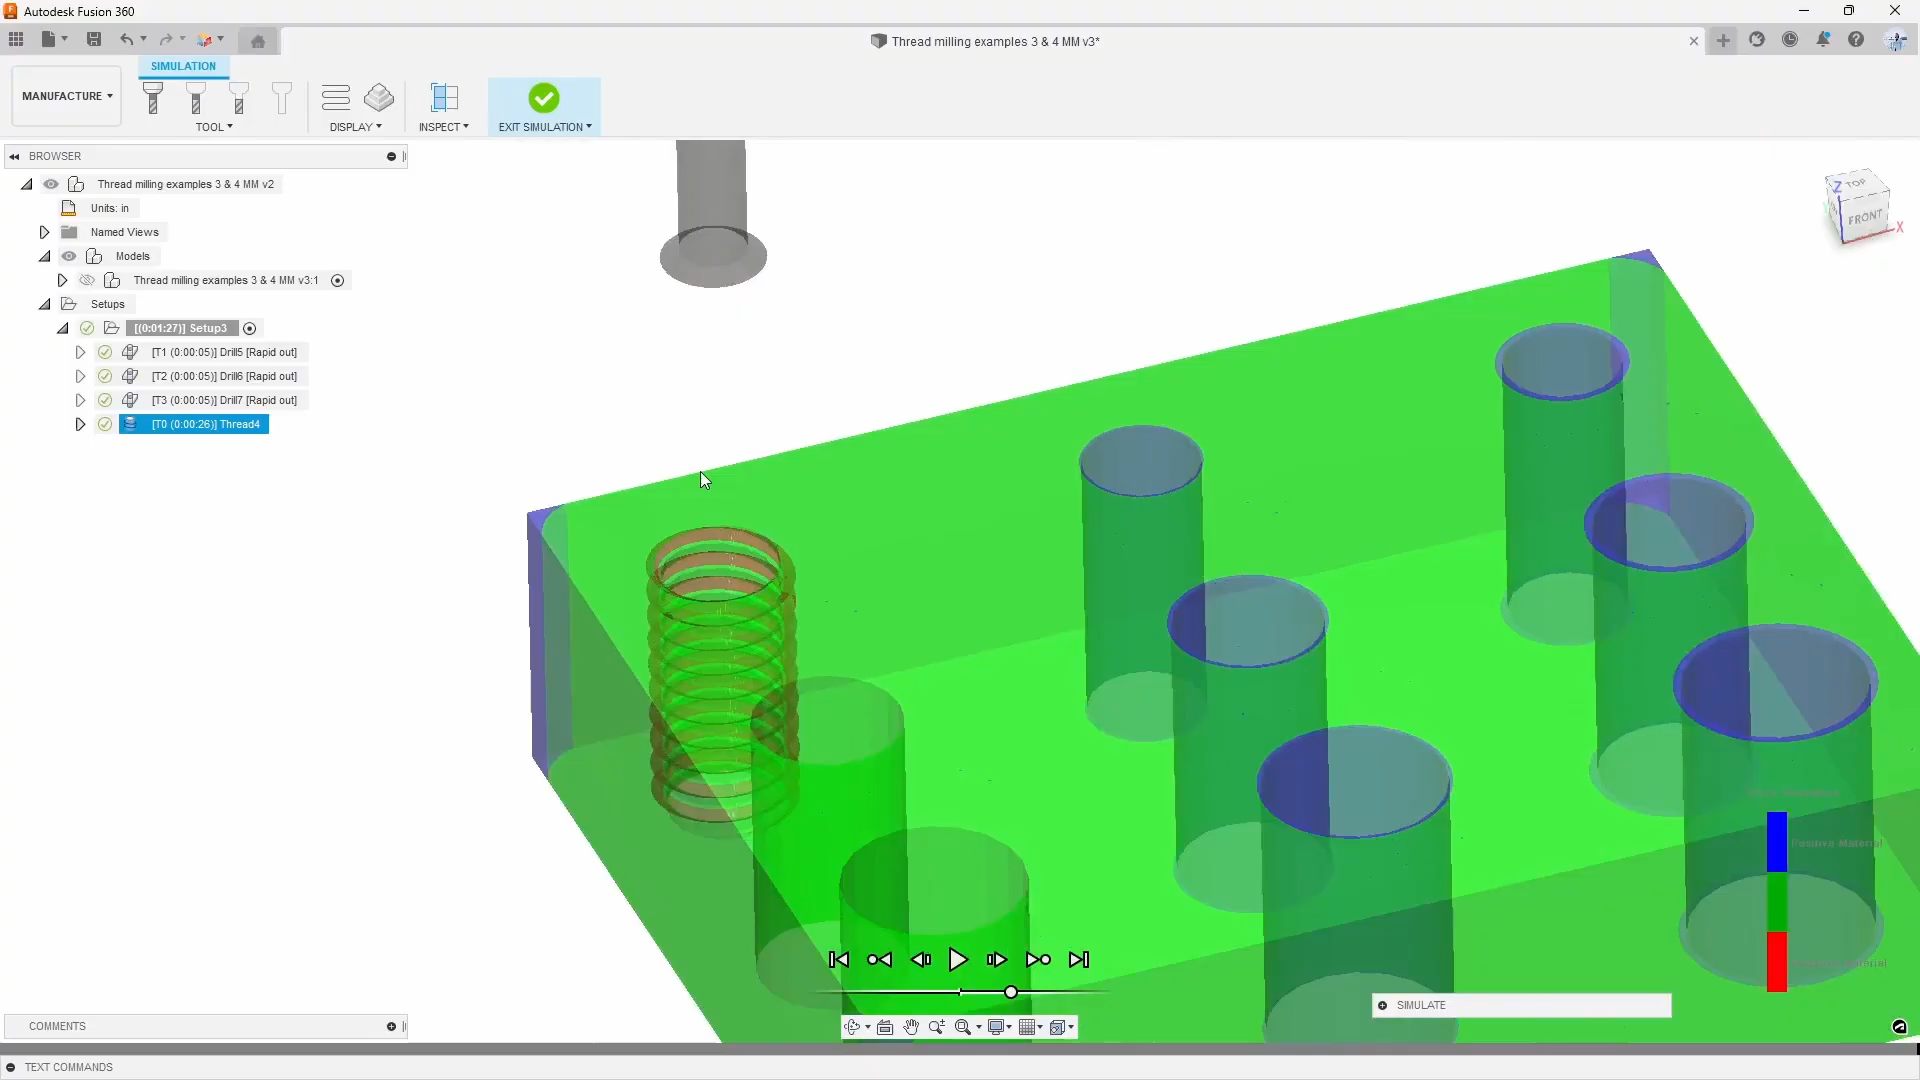 Autodesk Fusion 360
Thread milling examples 3 & 4 MM v3*
SIMULATION
MANUFACTURE
TOOL
DISPLAY
INSPECT
EXIT SIMULATION
BROWSER
Thread milling examples 3 & 4 MM v2
Units: in
Named Views
Models
Thread milling examples 3 & 4 MM v3:1
Setups
[(0:01:27)] Setup3
[T1 (0:00:05)] Drill5 [Rapid out]
[T2 (0:00:05)] Drill6 [Rapid out]
[T3 (0:00:05)] Drill7 [Rapid out]
[T0 (0:00:26)] Thread4
TOP
FRONT
Z
X
Positive Material
Material
SIMULATE
COMMENTS
TEXT COMMANDS